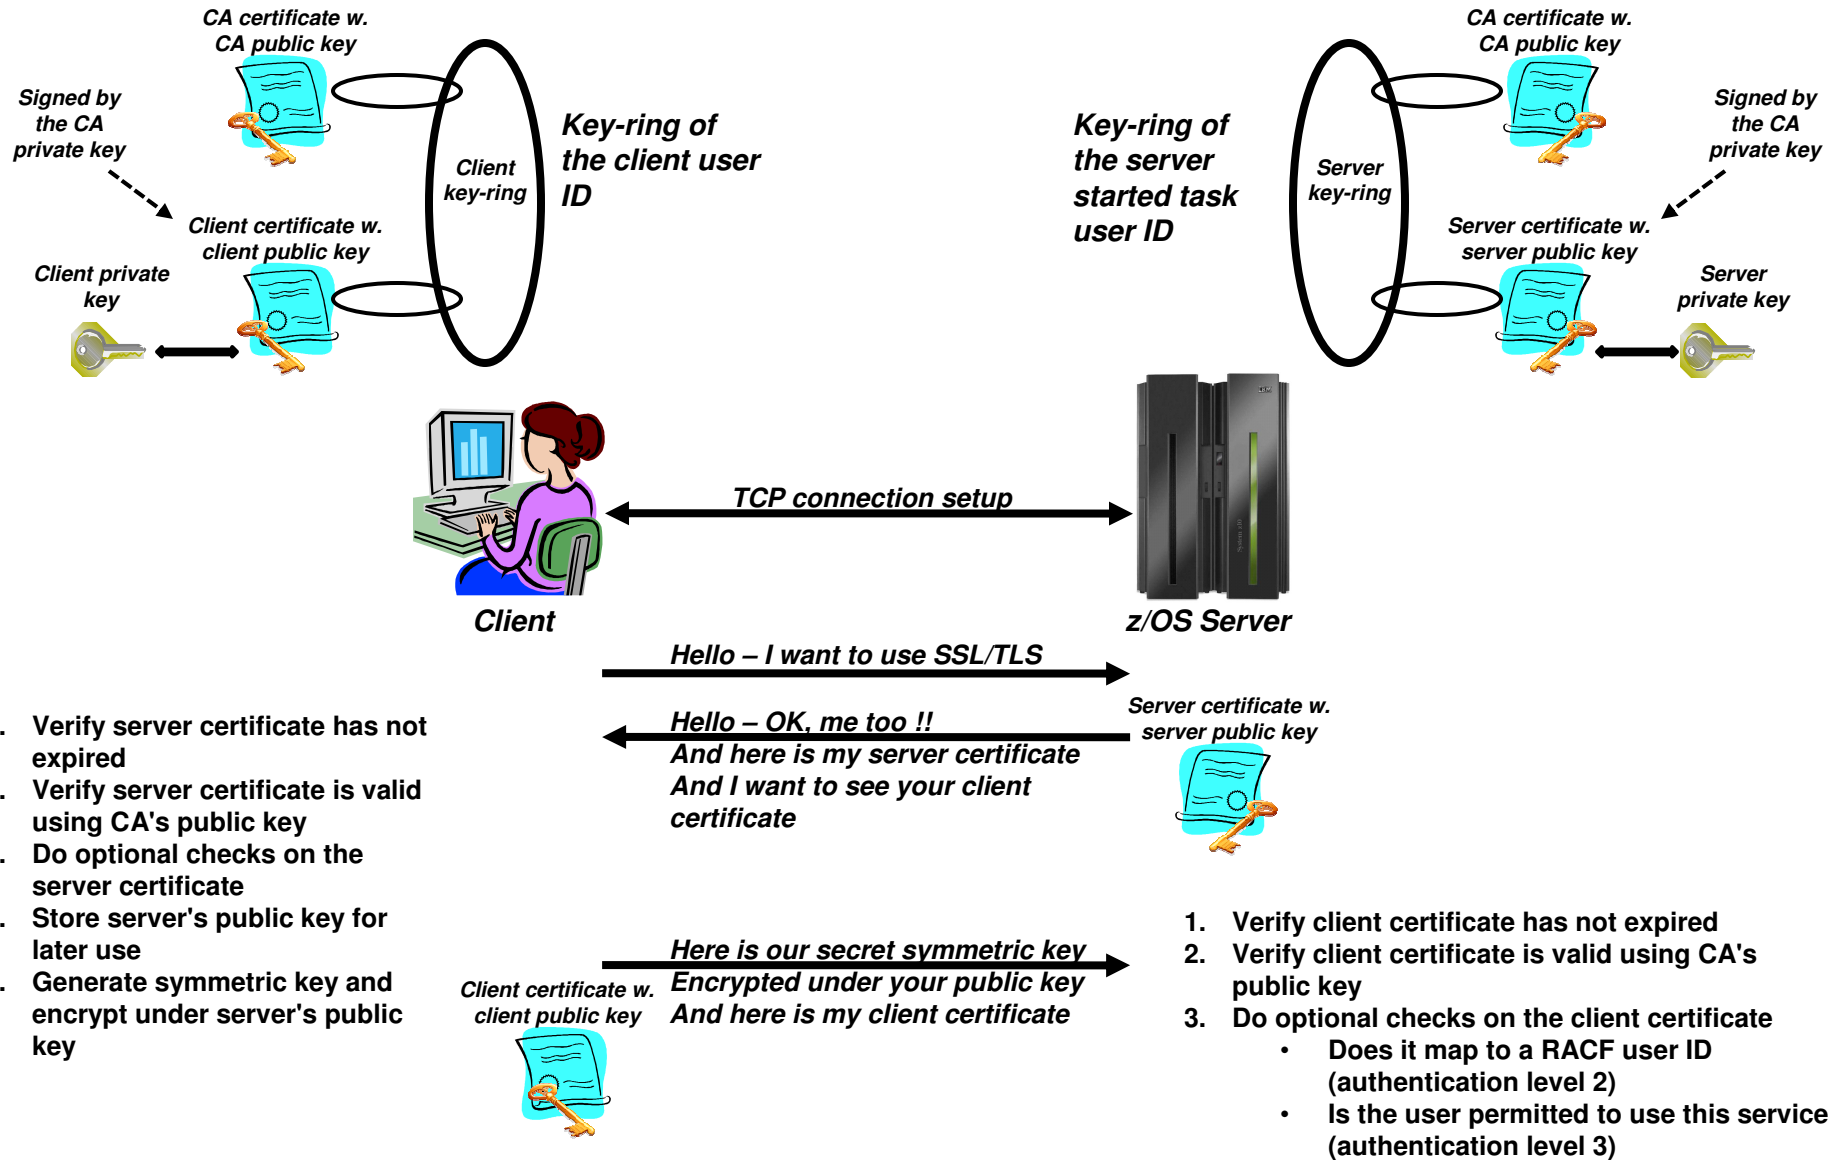 CA certificate w.
CA public key
Signed by
the CA
private key
Client
key-ring
Key-ring of
the client user
ID
Client certificate w.
client public key
Client private
key
CA certificate w.
CA public key
Signed by
the CA
private key
Key-ring of
the server
started task
user ID
Server
key-ring
Server certificate w.
server public key
Server
private key
TCP connection setup
Client
z/OS Server
Hello – I want to use SSL/TLS
Hello – OK, me too !!
And here is my server certificate
And I want to see your client
certificate
Server certificate w.
server public key
. Verify server certificate has not
expired
. Verify server certificate is valid
using CA's public key
. Do optional checks on the
server certificate
. Store server's public key for
later use
. Generate symmetric key and
encrypt under server's public
key
Here is our secret symmetric key
Encrypted under your public key
And here is my client certificate
Client certificate w.
client public key
1. Verify client certificate has not expired
2. Verify client certificate is valid using CA's
public key
3. Do optional checks on the client certificate
• Does it map to a RACF user ID
(authentication level 2)
• Is the user permitted to use this service
(authentication level 3)